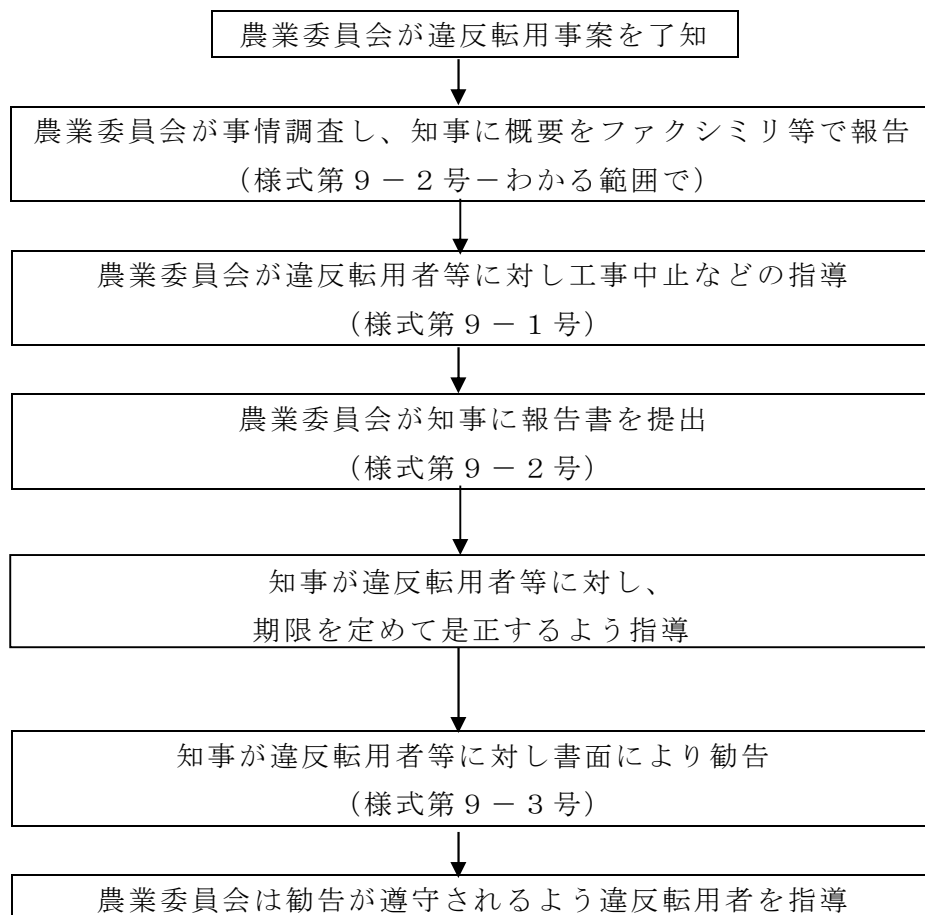 農業委員会が違反転用事案を了知
農業委員会が事情調査し、知事に概要をファクシミリ等で報告
（様式第９－２号－わかる範囲で）
農業委員会が違反転用者等に対し工事中止などの指導
（様式第９－１号）
農業委員会が知事に報告書を提出
（様式第９－２号）
知事が違反転用者等に対し、
期限を定めて是正するよう指導
知事が違反転用者等に対し書面により勧告
（様式第９－３号）
農業委員会は勧告が遵守されるよう違反転用者を指導